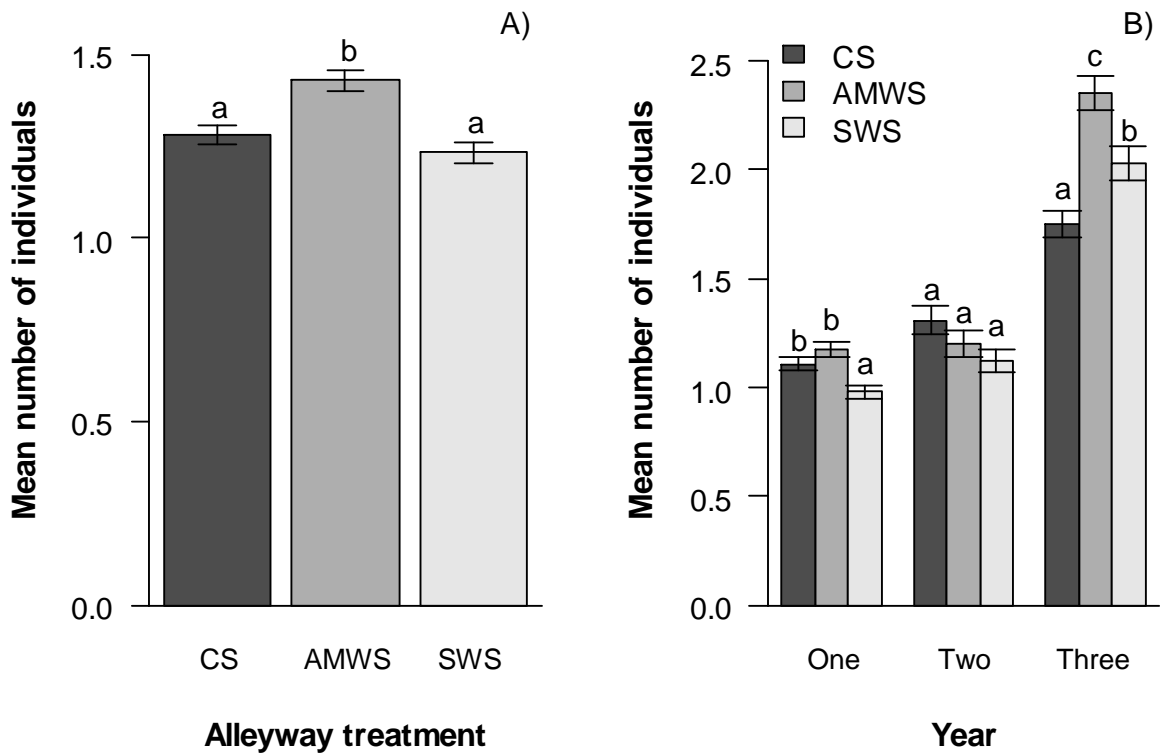 A)
Mean number of individuals
1.5
1.0
0.5
0.0
a
b
a
CS
AMWS
SWS
Alleyway treatment
B)
Mean number of individuals
2.5
2.0
1.5
1.0
0.5
0.0
CS
AMWS
SWS
b
b
a
a
a
a
a
c
b
One
Two
Three
Year